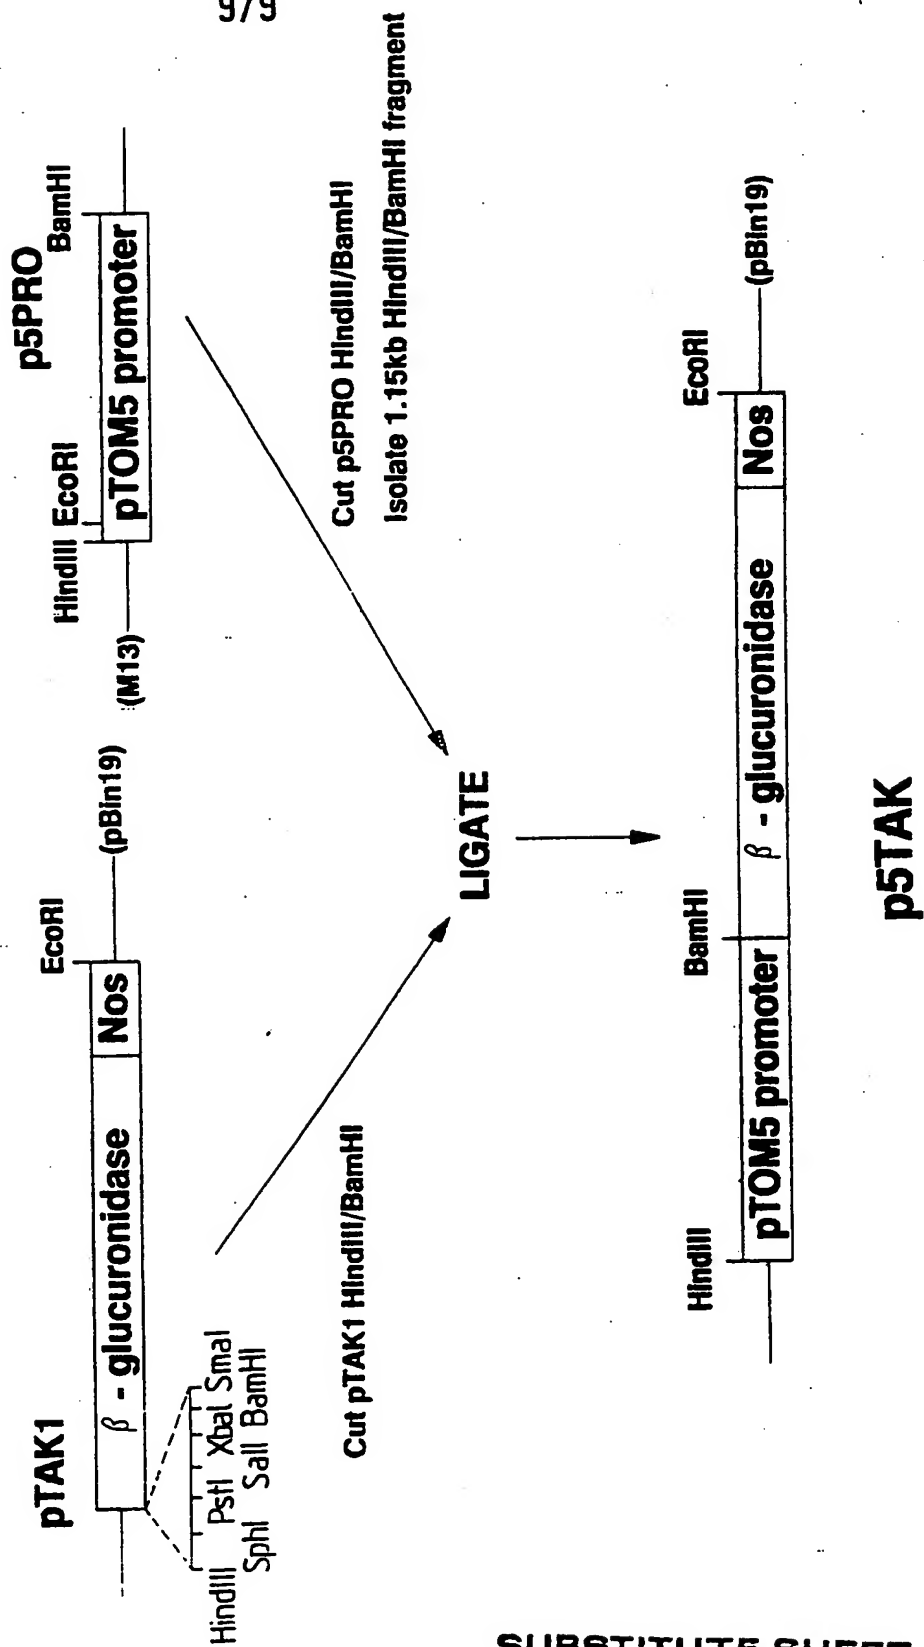 9/9
pTAK1
EcoRI
β - glucuronidase
Nos
(pBin19)
HindIII PstI XbaI SmaI
SphI SalI BamHI
Cut pTAK1 HindIII/BamHI
p5PRO
HindIII EcoRI
BamHI
(M13)
pTOM5 promoter
Cut p5PRO HindIII/BamHI
Isolate 1.15kb HindIII/BamHI fragment
LIGATE
HindIII
BamHI
EcoRI
pTOM5 promoter
β - glucuronidase
Nos
(pBin19)
p5TAK
SUBSTITUTE SHEET